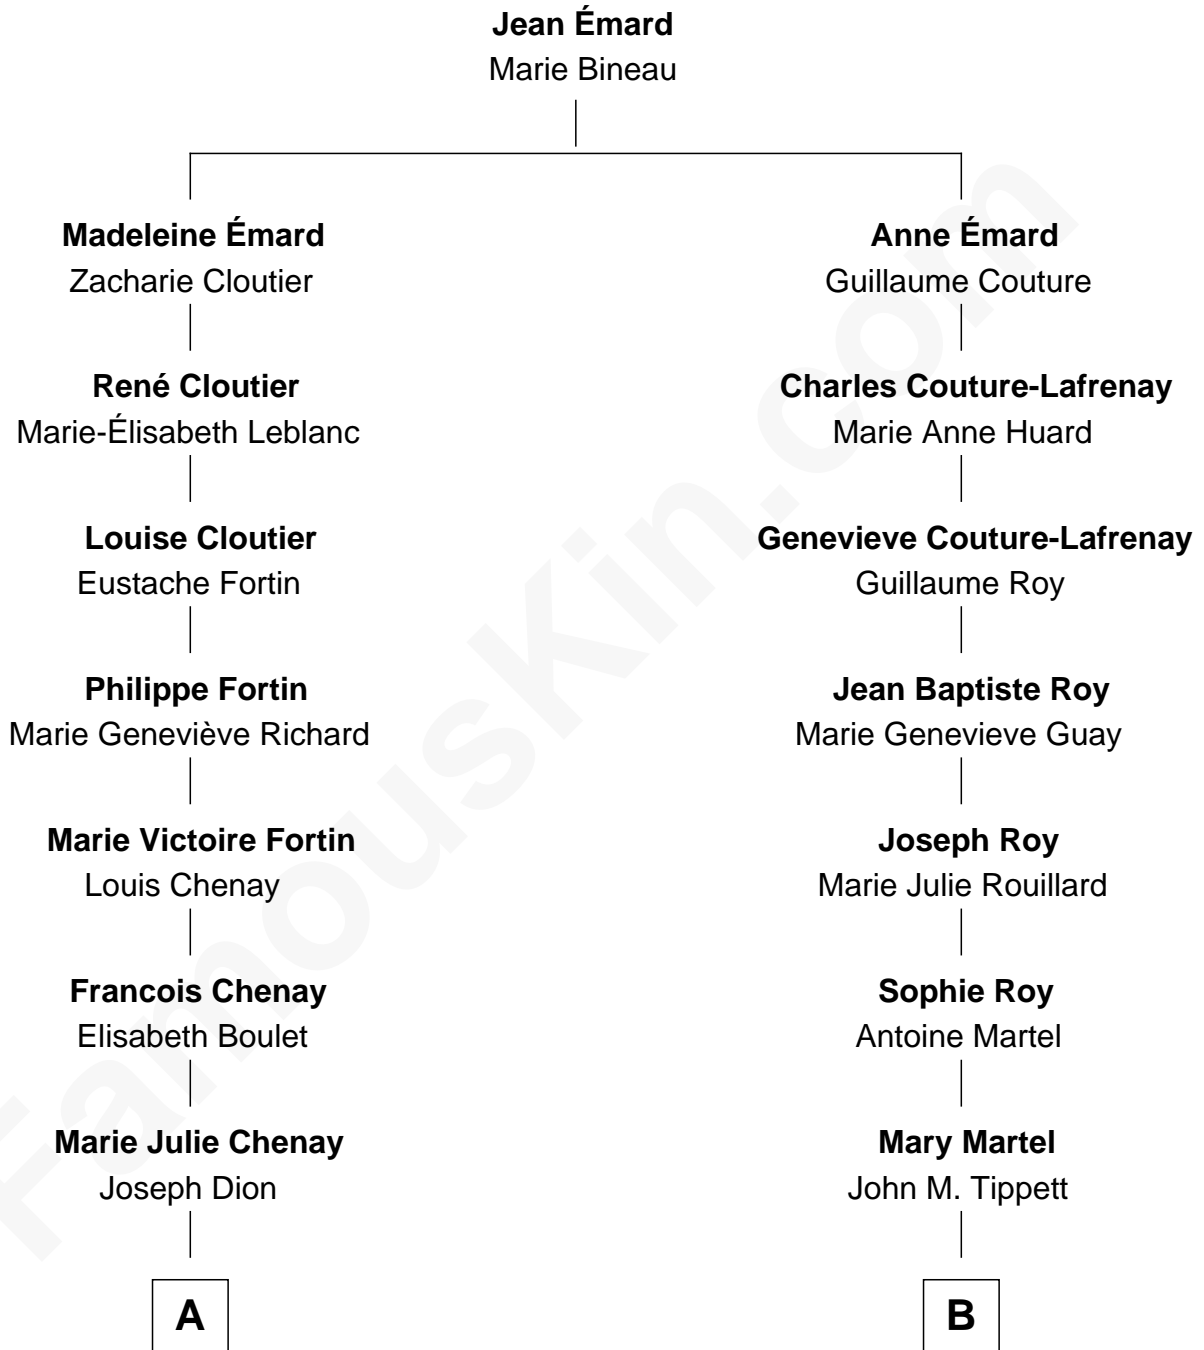 Jean Émard
Marie Bineau
Madeleine Émard
Zacharie Cloutier
René Cloutier
Marie-Élisabeth Leblanc
Louise Cloutier
Eustache Fortin
Philippe Fortin
Marie Geneviève Richard
Marie Victoire Fortin
Louis Chenay
Francois Chenay
Elisabeth Boulet
Marie Julie Chenay
Joseph Dion
A
Anne Émard
Guillaume Couture
Charles Couture-Lafrenay
Marie Anne Huard
Genevieve Couture-Lafrenay
Guillaume Roy
Jean Baptiste Roy
Marie Genevieve Guay
Joseph Roy
Marie Julie Rouillard
Sophie Roy
Antoine Martel
Mary Martel
John M. Tippett
B
FamousKin.com